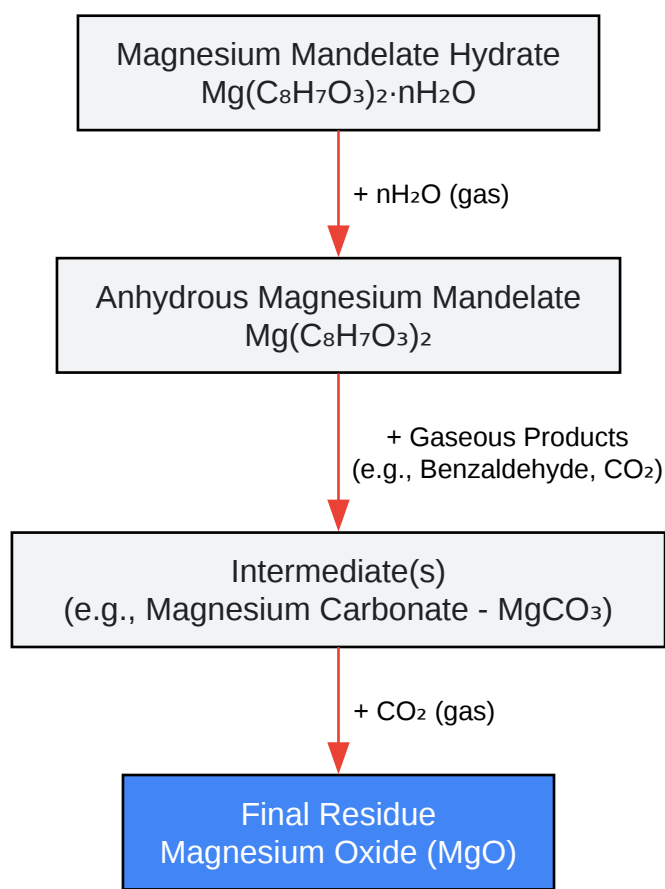 Magnesium Mandelate Hydrate
Mg(C₈H₇O₃)₂·nH₂O
+ nH₂O (gas)
Anhydrous Magnesium Mandelate
Mg(C₈H₇O₃)₂
+ Gaseous Products
(e.g., Benzaldehyde, CO₂)
Intermediate(s)
(e.g., Magnesium Carbonate - MgCO₃)
+ CO₂ (gas)
Final Residue
Magnesium Oxide (MgO)